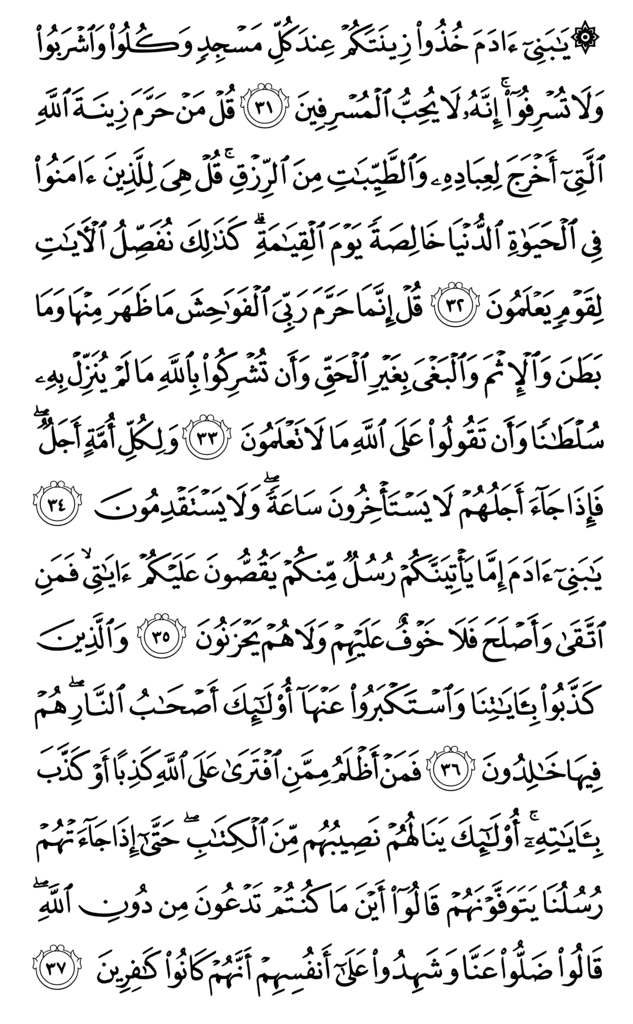 ۞ يَٰبَنِيٓ ءَادَمَ خُذُواْ زِينَتَكُمۡ عِندَ كُلِّ مَسۡجِدٖ وَكُلُواْ وَٱشۡرَبُواْ
وَلَا تُسۡرِفُوٓاْۚ إِنَّهُۥ لَا يُحِبُّ ٱلۡمُسۡرِفِينَ ٣١ قُلۡ مَنۡ حَرَّمَ زِينَةَ ٱللَّهِ
ٱلَّتِيٓ أَخۡرَجَ لِعِبَادِهِۦ وَٱلطَّيِّبَٰتِ مِنَ ٱلرِّزۡقِۚ قُلۡ هِيَ لِلَّذِينَ ءَامَنُواْ
فِي ٱلۡحَيَوٰةِ ٱلدُّنۡيَا خَالِصَةٗ يَوۡمَ ٱلۡقِيَٰمَةِۗ كَذَٰلِكَ نُفَصِّلُ ٱلۡأٓيَٰتِ
لِقَوۡمٖ يَعۡلَمُونَ ٣٢ قُلۡ إِنَّمَا حَرَّمَ رَبِّيَ ٱلۡفَوَٰحِشَ مَا ظَهَرَ مِنۡهَا وَمَا
بَطَنَ وَٱلۡإِثۡمَ وَٱلۡبَغۡيَ بِغَيۡرِ ٱلۡحَقِّ وَأَن تُشۡرِكُواْ بِٱللَّهِ مَا لَمۡ يُنَزِّلۡ بِهِۦ
سُلۡطَٰنٗا وَأَن تَقُولُواْ عَلَى ٱللَّهِ مَا لَا تَعۡلَمُونَ ٣٣ وَلِكُلِّ أُمَّةٍ أَجَلٞۖ
فَإِذَا جَآءَ أَجَلُهُمۡ لَا يَسۡتَأۡخِرُونَ سَاعَةٗۖ وَلَا يَسۡتَقۡدِمُونَ ٣٤
يَٰبَنِيٓ ءَادَمَ إِمَّا يَأۡتِيَنَّكُمۡ رُسُلٞ مِّنكُمۡ يَقُصُّونَ عَلَيۡكُمۡ ءَايَٰتِي فَمَنِ
ٱتَّقَىٰ وَأَصۡلَحَ فَلَا خَوۡفٌ عَلَيۡهِمۡ وَلَا هُمۡ يَحۡزَنُونَ ٣٥ وَٱلَّذِينَ
كَذَّبُواْ بِـَٔايَٰتِنَا وَٱسۡتَكۡبَرُواْ عَنۡهَآ أُوْلَٰٓئِكَ أَصۡحَٰبُ ٱلنَّارِۖ هُمۡ
فِيهَا خَٰلِدُونَ ٣٦ فَمَنۡ أَظۡلَمُ مِمَّنِ ٱفۡتَرَىٰ عَلَى ٱللَّهِ كَذِبًا أَوۡ كَذَّبَ
بِـَٔايَٰتِهِۦٓۚ أُوْلَٰٓئِكَ يَنَالُهُمۡ نَصِيبُهُم مِّنَ ٱلۡكِتَٰبِۖ حَتَّىٰٓ إِذَا جَآءَتۡهُمۡ
رُسُلُنَا يَتَوَفَّوۡنَهُمۡ قَالُوٓاْ أَيۡنَ مَا كُنتُمۡ تَدۡعُونَ مِن دُونِ ٱللَّهِۖ
قَالُواْ ضَلُّواْ عَنَّا وَشَهِدُواْ عَلَىٰٓ أَنفُسِهِمۡ أَنَّهُمۡ كَانُواْ كَٰفِرِينَ ٣٧